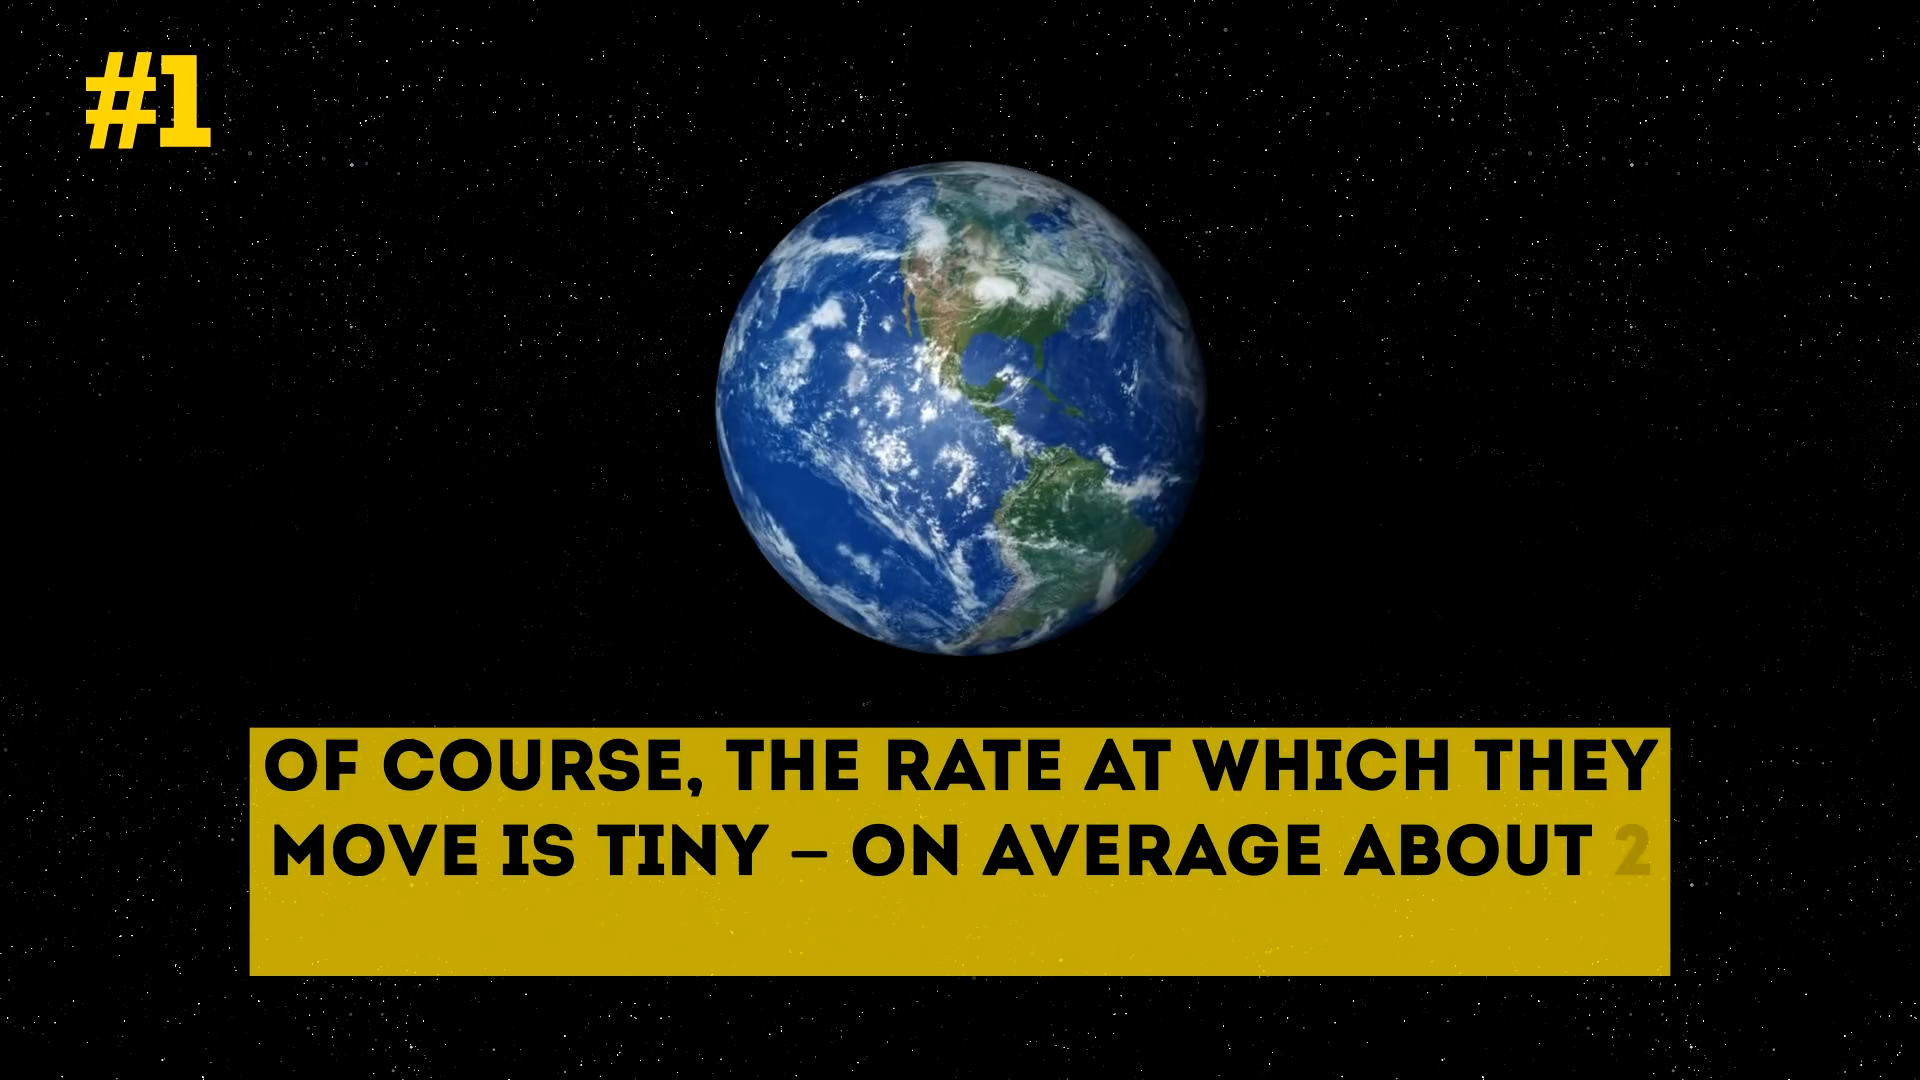 #1
OF COURSE, THE RATE AT WHICH THEY
MOVE IS TINY – ON AVERAGE ABOUT 2